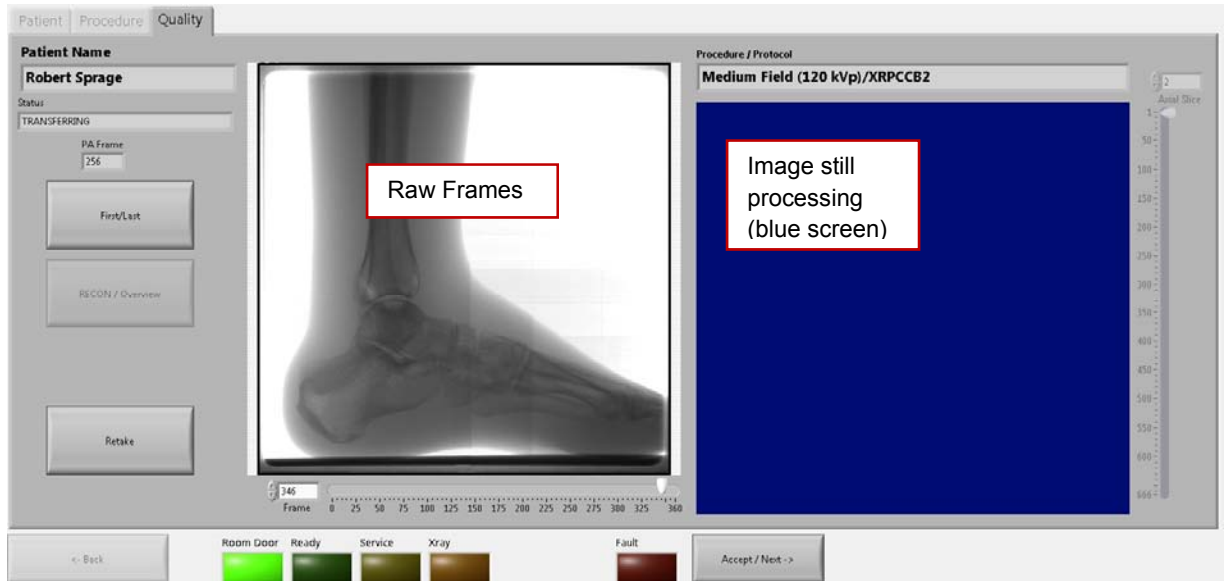 Patient
Procedure
Quality
Patient Name
Robert Sprage
Status
TRANSFERRING
PA Frame
256
First/Last
RECON / Overview
Retake
Raw Frames
346
Frame
0 25 50 75 100 125 150 175 200 225 250 275 300 325 360
Procedure / Protocol
Medium Field (120 kVp)/XRPCCB2
Image still
processing
(blue screen)
2
Axial Slice
1-
50-
100-
150-
200-
250-
300-
350-
400-
450-
500-
550-
600-
666-
<- Back
Room Door
Ready
Service
Xray
Fault
Accept / Next ->